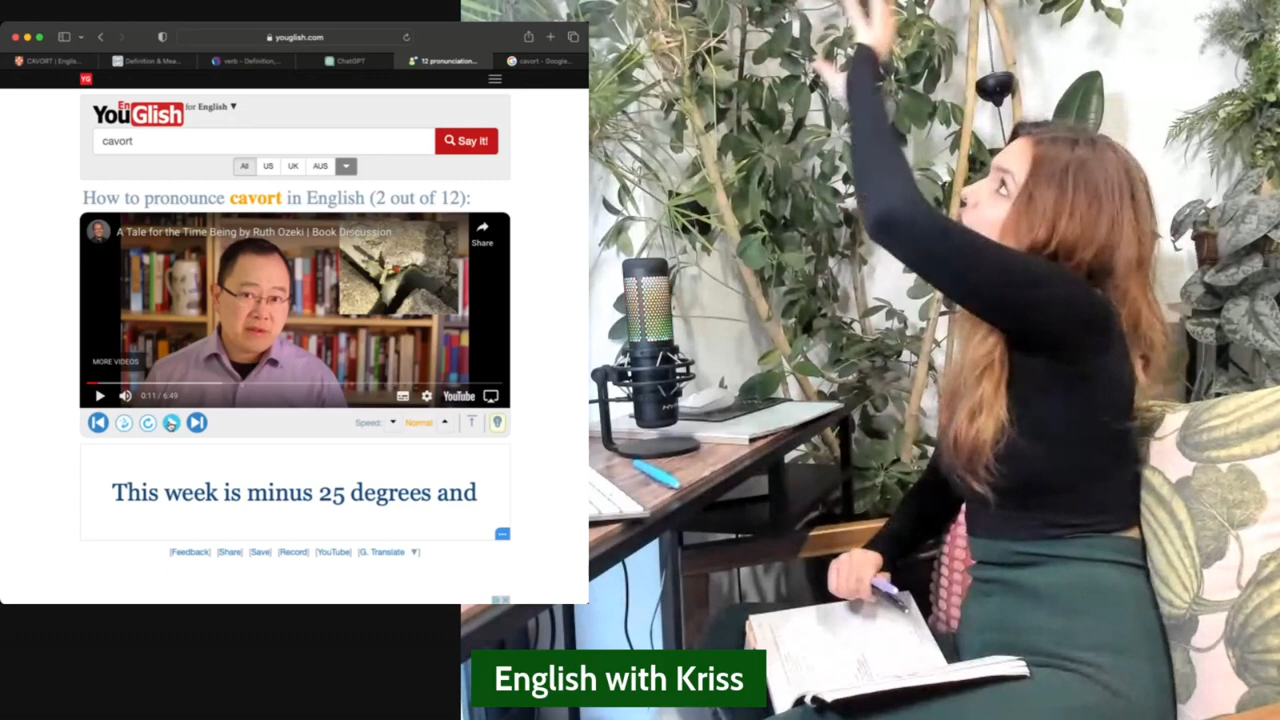 youglish.com
CAVORT | Englis...
Definition & Mea...
verb – Definition,...
ChatGPT
12 pronunciation...
cavort - Google...
YG
YouEnGlish for English ▼
cavort
Say it!
All US UK AUS
How to pronounce cavort in English (2 out of 12):
A Tale for the Time Being by Ruth Ozeki | Book Discussion
Share
MORE VIDEOS
0:11 / 6:49
YouTube
Speed: Normal
This week is minus 25 degrees and
|Feedback| |Share| |Save| |Record| |YouTube| |G. Translate ▼|
English with Kriss